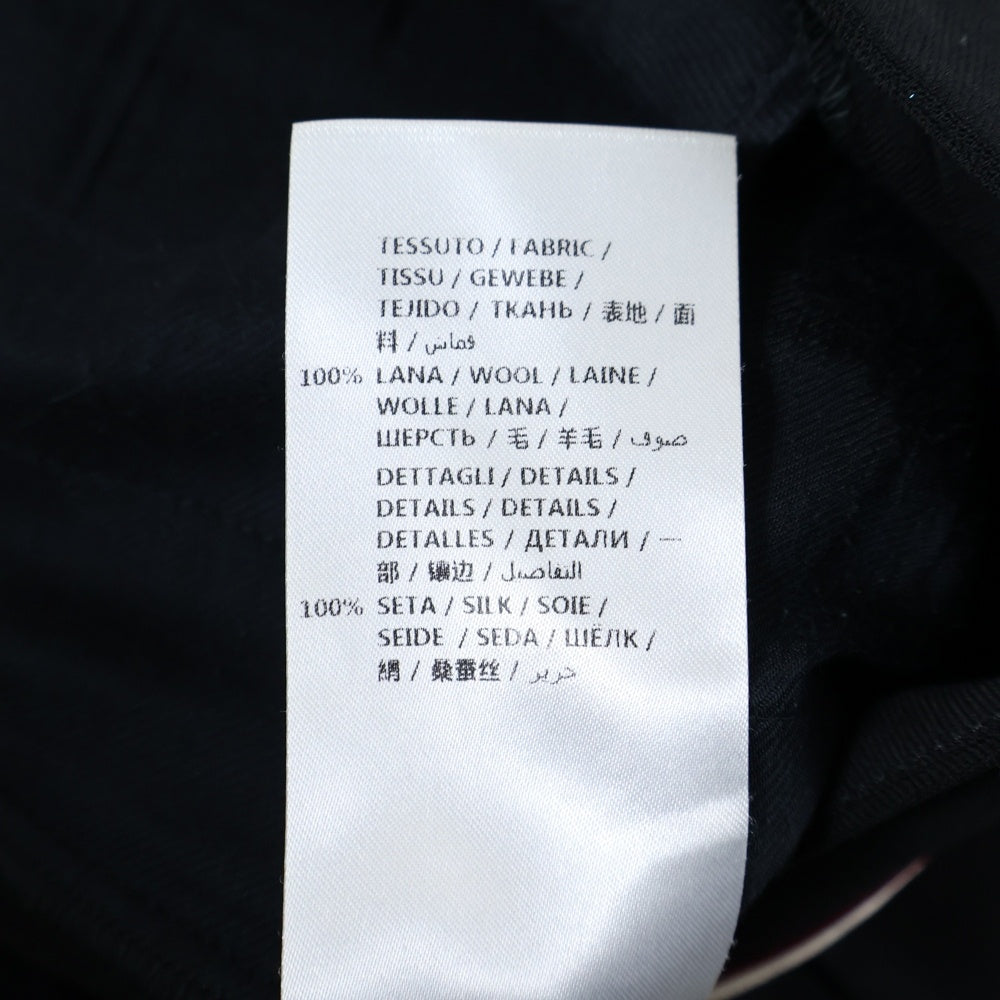 TESSUTO / FABRIC /
TISSU / GEWEBE /
TEJIDO / ТКАНЬ / 表地 / 面
料 / قماش
100% LANA / WOOL / LAINE /
WOLLE / LANA /
ШЕРСТЬ / 毛 / 羊毛 / صوف
DETTAGLI / DETAILS /
DETAILS / DETAILS /
DETALLES / ДЕТАЛИ / 一
部 / 镶边 / التفاصيل
100% SETA / SILK / SOIE /
SEIDE / SEDA / ШЁЛК /
絹 / 桑蚕丝 / حرير